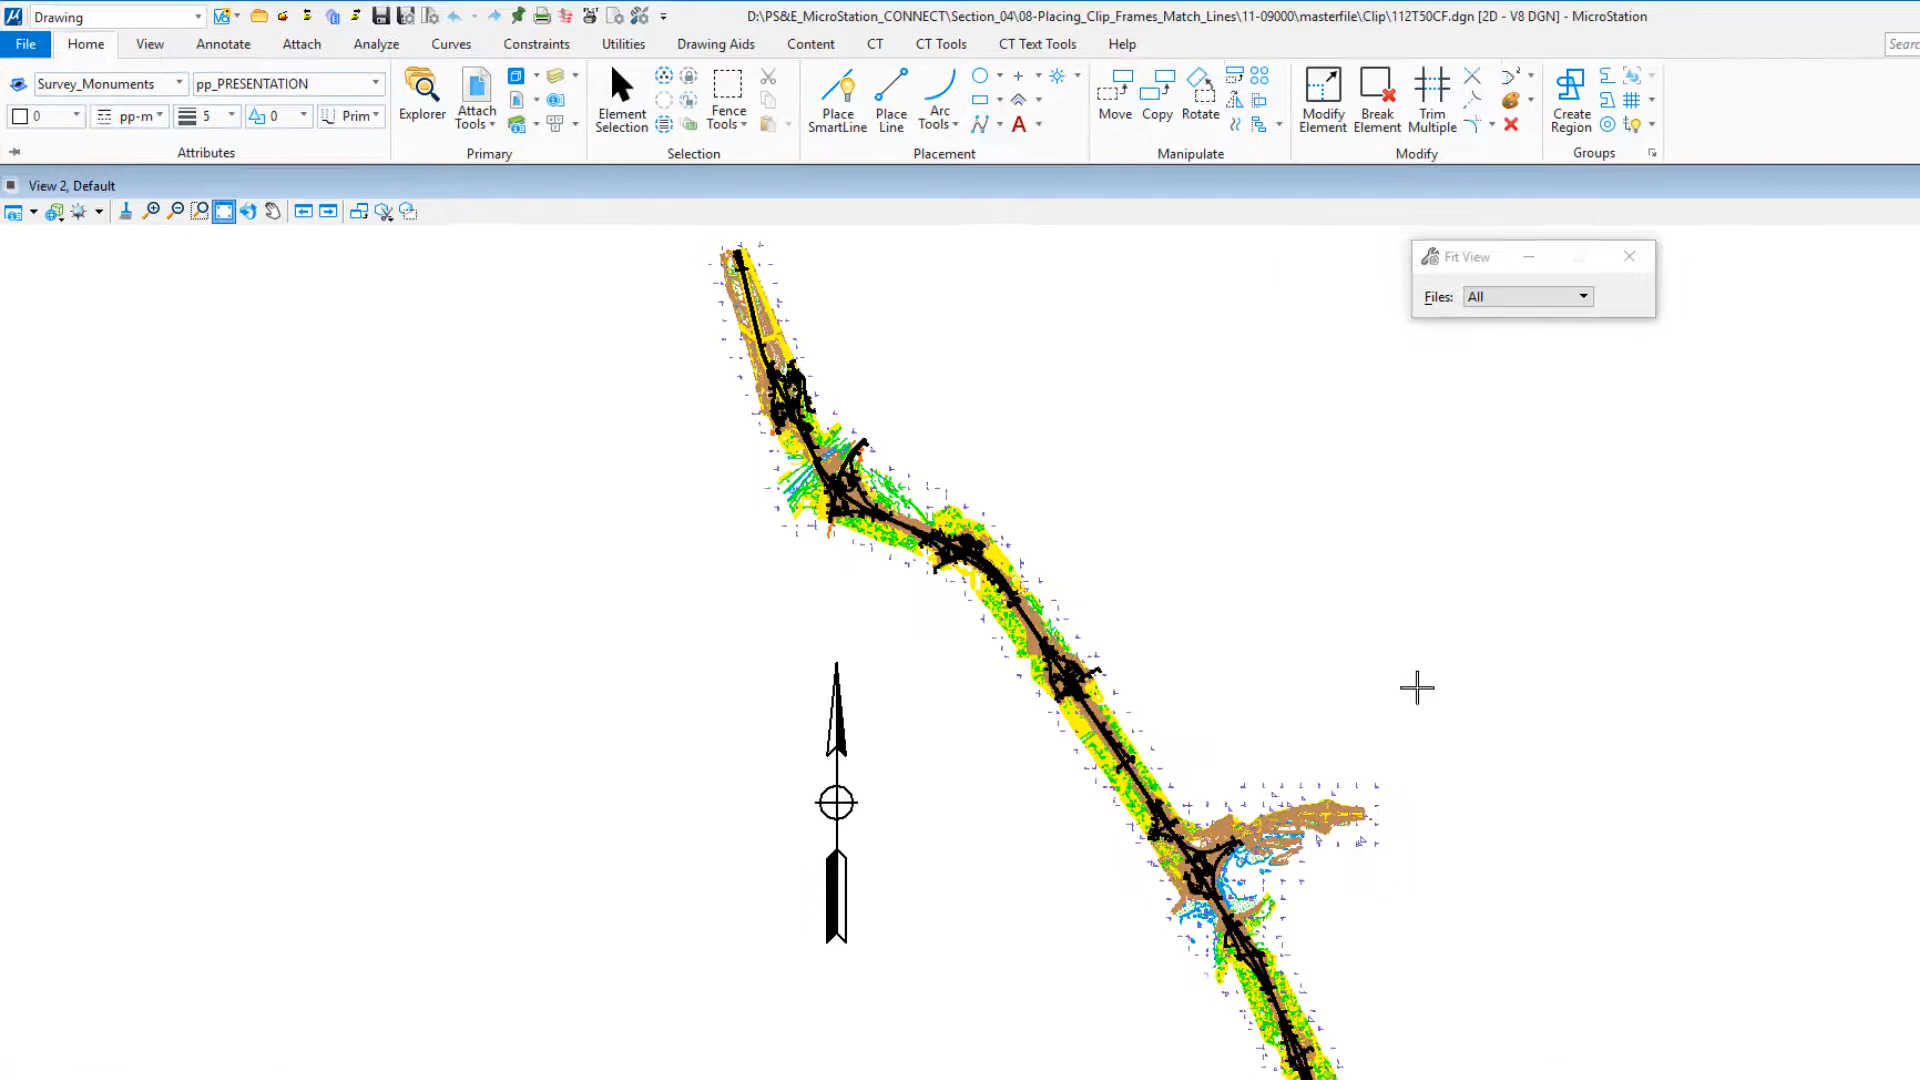 Drawing
D:\PS&E_MicroStation_CONNECT\Section_04\08-Placing_Clip_Frames_Match_Lines\11-09000\masterfile\Clip\112T50CF.dgn [2D - V8 DGN] - MicroStation
File Home View Annotate Attach Analyze Curves Constraints Utilities Drawing Aids Content CT CT Tools CT Text Tools Help Searc
Survey_Monuments pp_PRESENTATION
0 pp-m 5 0 Prim
Attributes
Explorer
Attach Tools
Primary
Element Selection
Fence Tools
Selection
Place SmartLine
Place Line
Arc Tools
Placement
Move
Copy
Rotate
Manipulate
Modify Element
Break Element
Trim Multiple
Modify
Create Region
Groups
View 2, Default
Fit View
Files: All